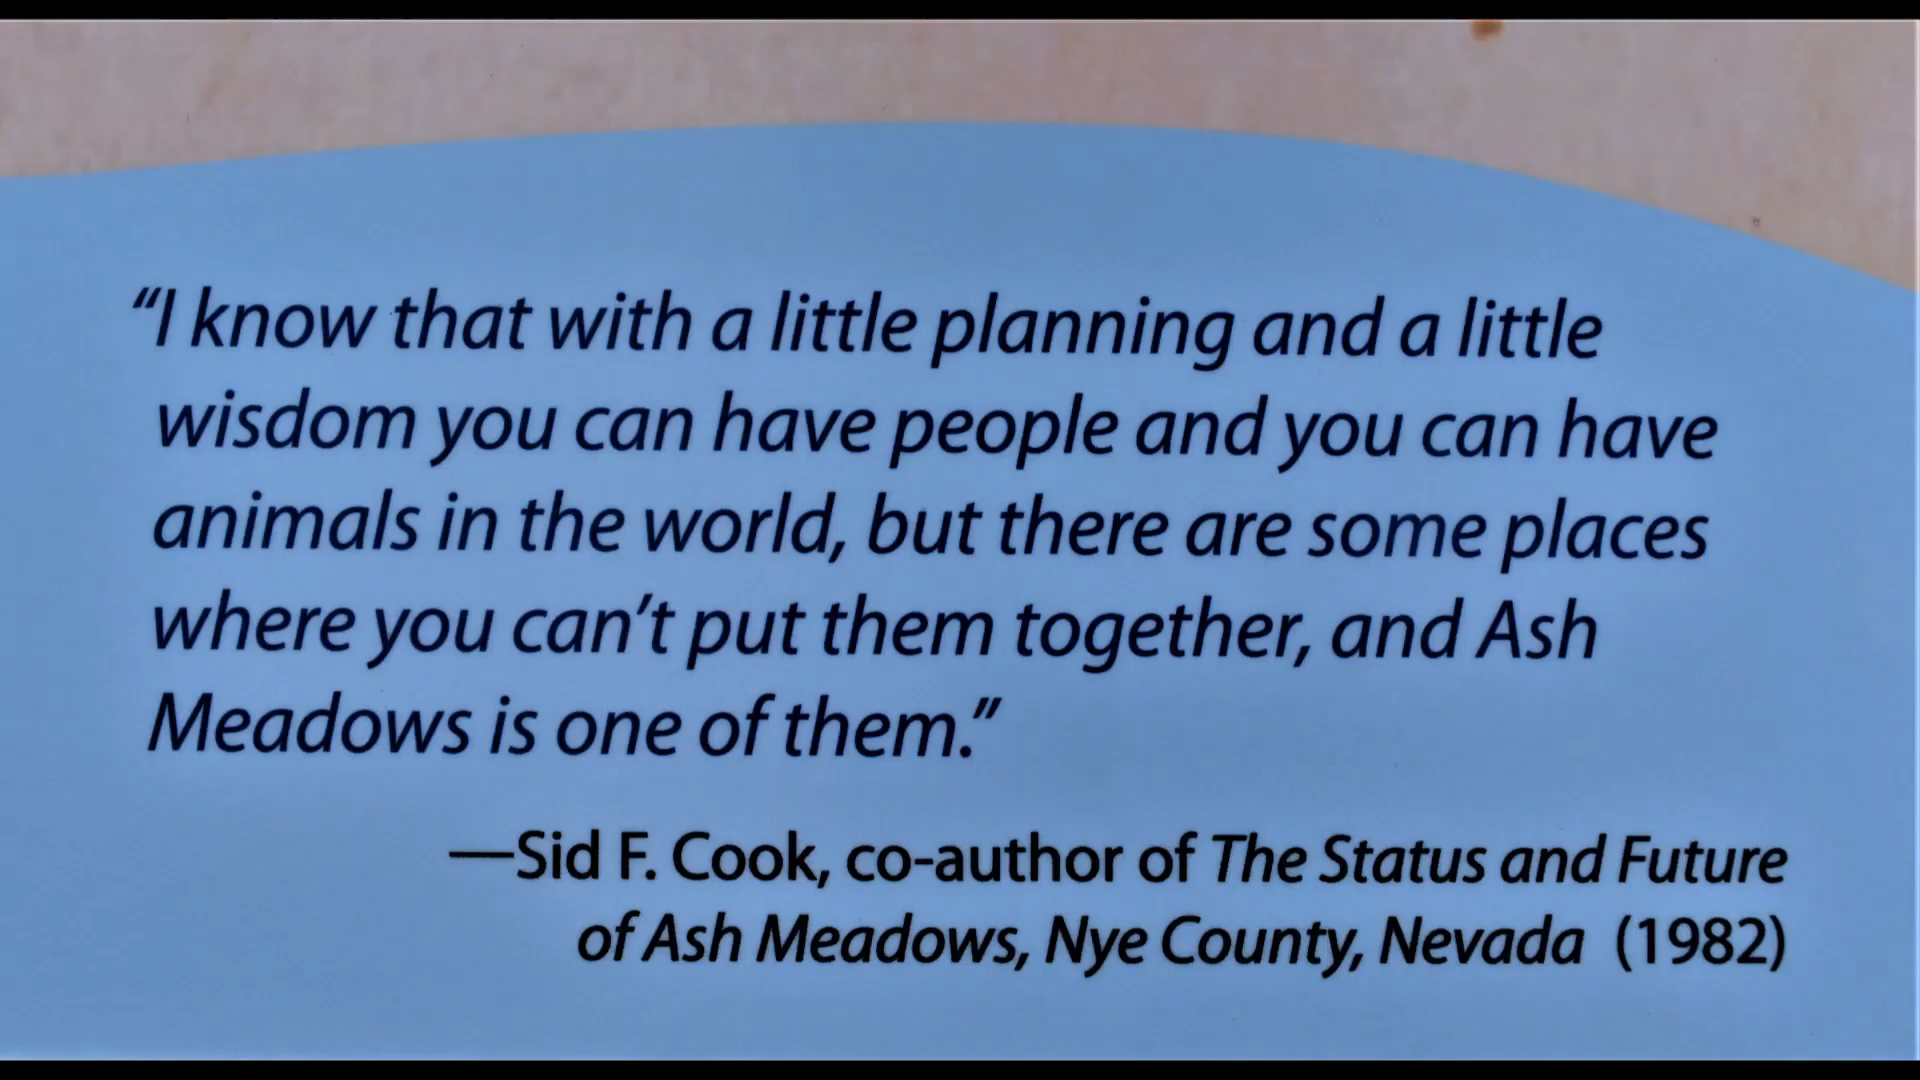 “I know that with a little planning and a little
wisdom you can have people and you can have
animals in the world, but there are some places
where you can’t put them together, and Ash
Meadows is one of them.”
—Sid F. Cook, co-author of The Status and Future
of Ash Meadows, Nye County, Nevada (1982)